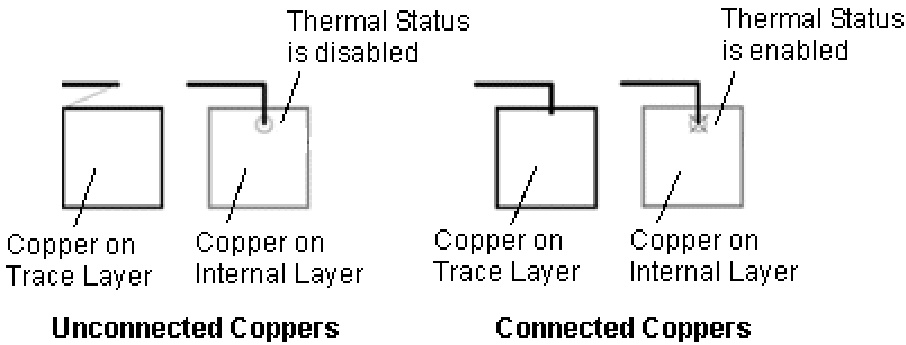 Thermal Status
is disabled
Thermal Status
is enabled
Copper on
Trace Layer
Copper on
Internal Layer
Copper on
Trace Layer
Copper on
Internal Layer
Unconnected Coppers
Connected Coppers